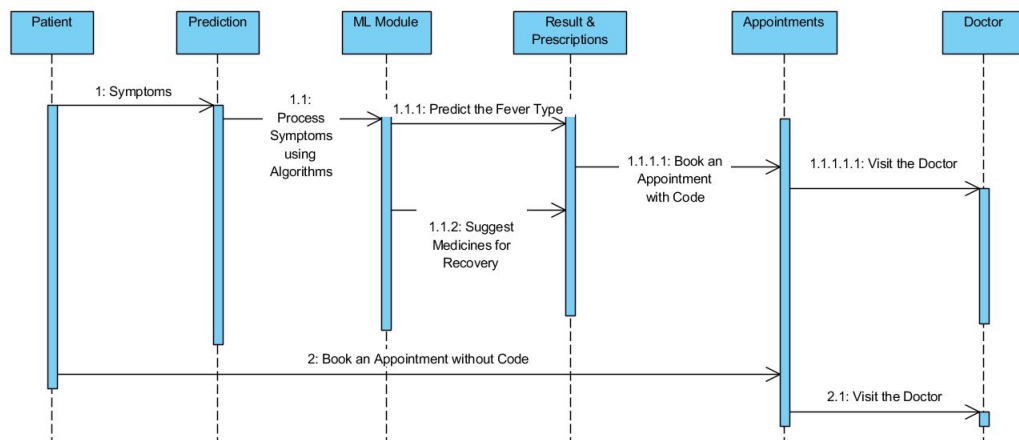 Patient
Prediction
ML Module
Result &
Prescriptions
Appointments
Doctor
1: Symptoms
1.1:
Process
Symptoms
using
Algorithms
1.1.1: Predict the Fever Type
1.1.1.1: Book an
Appointment
with Code
1.1.1.1.1: Visit the Doctor
1.1.2: Suggest
Medicines for
Recovery
2: Book an Appointment without Code
2.1: Visit the Doctor